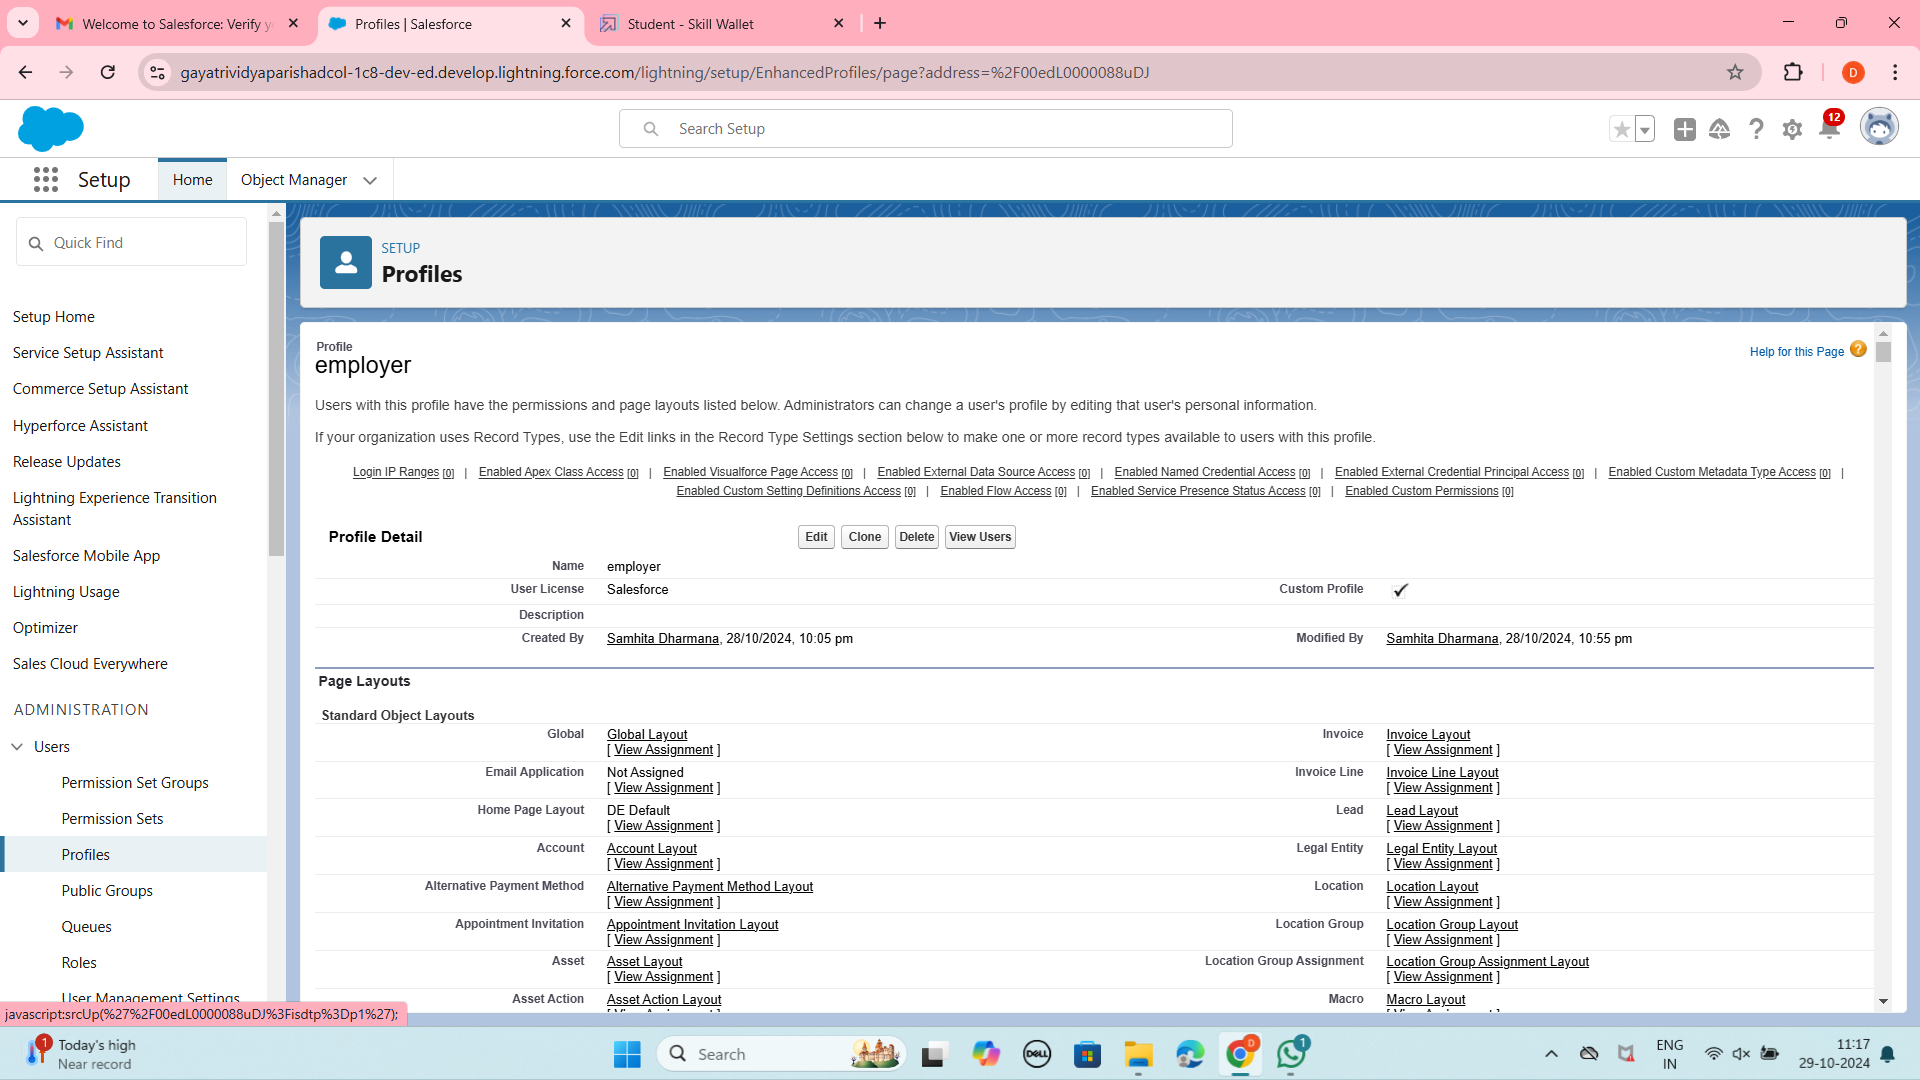 Welcome to Salesforce: Verify y
Profiles | Salesforce
Student - Skill Wallet
gayatrividyaparishadcol-1c8-dev-ed.develop.lightning.force.com/lightning/setup/EnhancedProfiles/page?address=%2F00edL0000088uDJ
D
Search Setup
12
Setup
Home
Object Manager
Quick Find
Setup Home
Service Setup Assistant
Commerce Setup Assistant
Hyperforce Assistant
Release Updates
Lightning Experience Transition
Assistant
Salesforce Mobile App
Lightning Usage
Optimizer
Sales Cloud Everywhere
ADMINISTRATION
Users
Permission Set Groups
Permission Sets
Profiles
Public Groups
Queues
Roles
User Management Settings
javascript:srcUp(%27%2F00edL0000088uDJ%3Fisdtp%3Dp1%27);
SETUP
Profiles
Profile
employer
Help for this Page ?
Users with this profile have the permissions and page layouts listed below. Administrators can change a user's profile by editing that user's personal information.
If your organization uses Record Types, use the Edit links in the Record Type Settings section below to make one or more record types available to users with this profile.
Login IP Ranges [0] | Enabled Apex Class Access [0] | Enabled Visualforce Page Access [0] | Enabled External Data Source Access [0] | Enabled Named Credential Access [0] | Enabled External Credential Principal Access [0] | Enabled Custom Metadata Type Access [0] |
Enabled Custom Setting Definitions Access [0] | Enabled Flow Access [0] | Enabled Service Presence Status Access [0] | Enabled Custom Permissions [0]
Profile Detail
Edit Clone Delete View Users
Name employer
User License Salesforce Custom Profile ✓
Description
Created By Samhita Dharmana, 28/10/2024, 10:05 pm Modified By Samhita Dharmana, 28/10/2024, 10:55 pm
Page Layouts
Standard Object Layouts
Global Global Layout Invoice Invoice Layout
[ View Assignment ] [ View Assignment ]
Email Application Not Assigned Invoice Line Invoice Line Layout
[ View Assignment ] [ View Assignment ]
Home Page Layout DE Default Lead Lead Layout
[ View Assignment ] [ View Assignment ]
Account Account Layout Legal Entity Legal Entity Layout
[ View Assignment ] [ View Assignment ]
Alternative Payment Method Alternative Payment Method Layout Location Location Layout
[ View Assignment ] [ View Assignment ]
Appointment Invitation Appointment Invitation Layout Location Group Location Group Layout
[ View Assignment ] [ View Assignment ]
Asset Asset Layout Location Group Assignment Location Group Assignment Layout
[ View Assignment ] [ View Assignment ]
Asset Action Asset Action Layout Macro Macro Layout
1
Today's high
Near record
Search
DELL
D
1
ENG
IN
11:17
29-10-2024